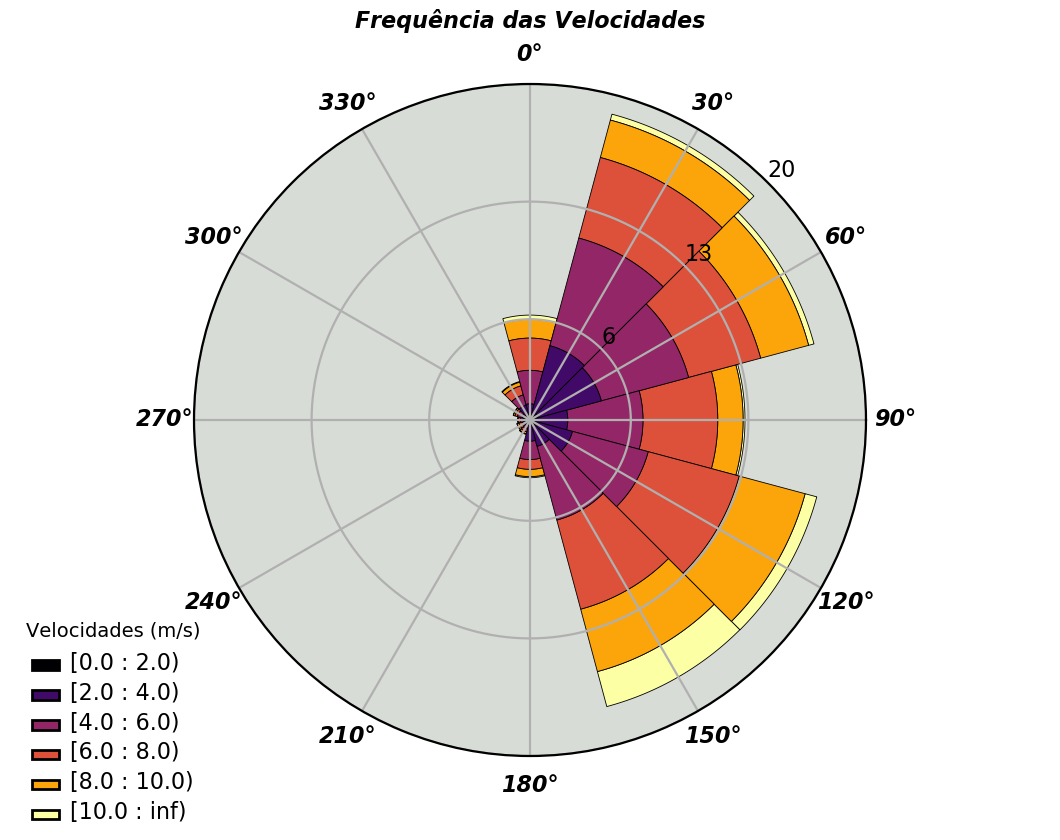 Frequência das Velocidades
0°
330°
30°
20
300°
60°
13
6
270°
90°
240°
120°
210°
150°
180°
Velocidades (m/s)
[0.0 : 2.0)
[2.0 : 4.0)
[4.0 : 6.0)
[6.0 : 8.0)
[8.0 : 10.0)
[10.0 : inf)